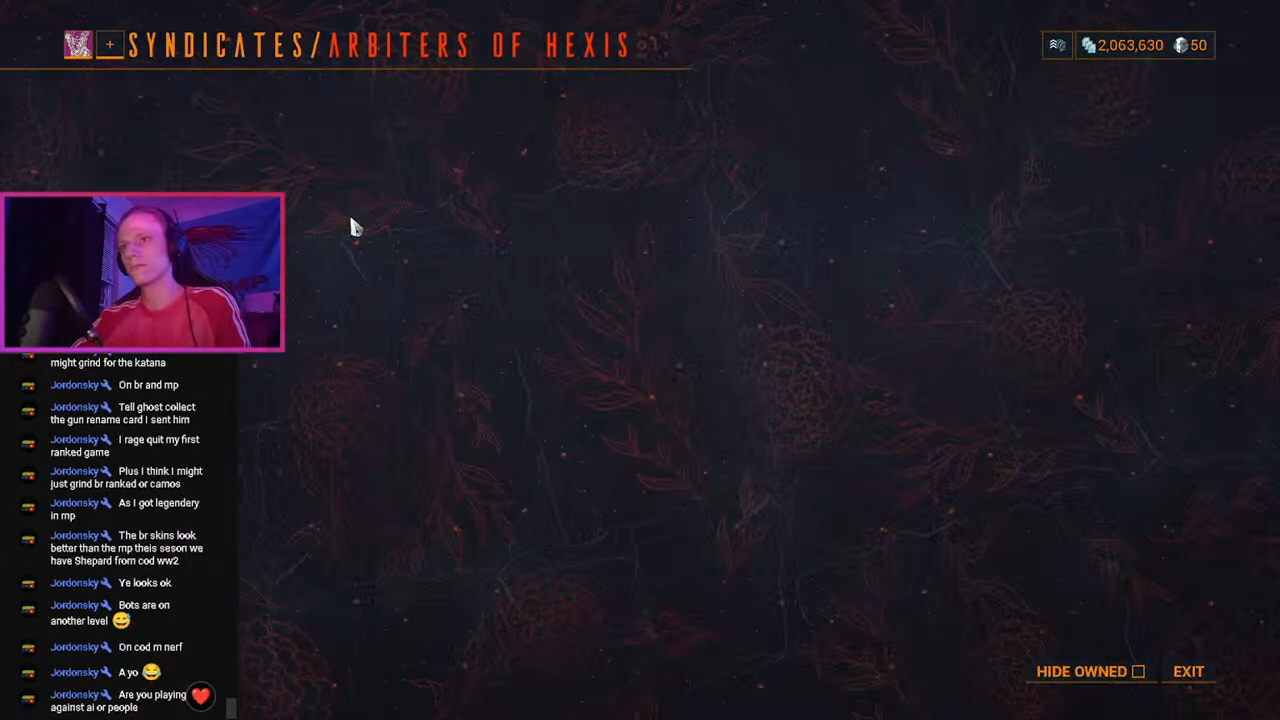 SYNDICATES/ARBITERS OF HEXIS
2,063,630 50
might grind for the katana
Jordonsky On br and mp
Jordonsky Tell ghost collect
the gun rename card I sent him
Jordonsky I rage quit my first
ranked game
Jordonsky Plus I think I might
just grind br ranked or camos
Jordonsky As I got legendery
in mp
Jordonsky The br skins look
better than the mp theis seson we
have Shepard from cod ww2
Jordonsky Ye looks ok
Jordonsky Bots are on
another level 😅
Jordonsky On cod m nerf
Jordonsky A yo 😂
Jordonsky Are you playing
against ai or people
HIDE OWNED EXIT